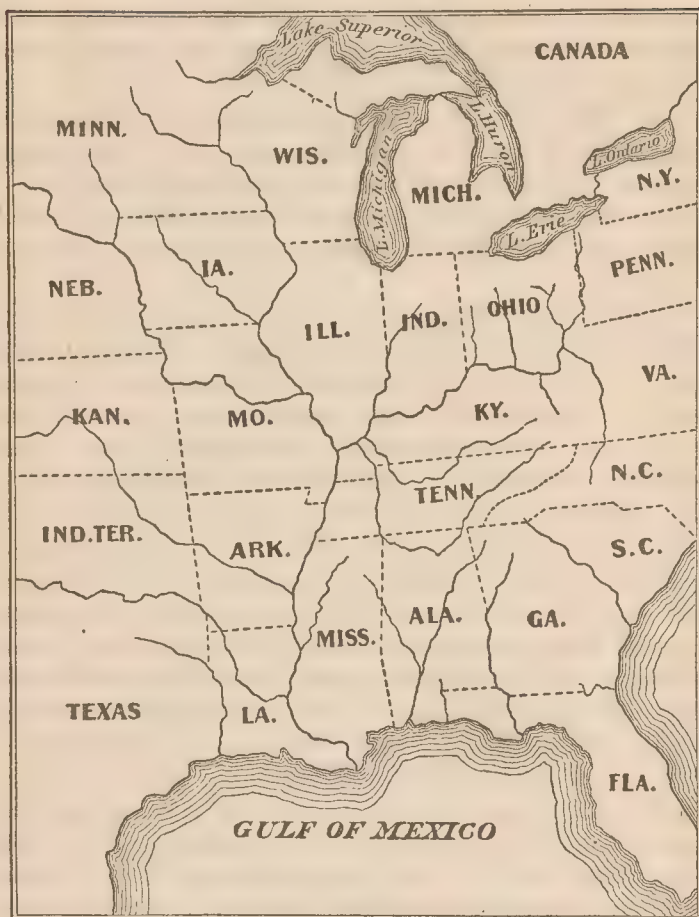 Lake Superior
CANADA
MINN.
WIS.
L. Michigan
L. Huron
MICH.
L. Ontario
N.Y.
L. Erie
PENN.
NEB.
IA.
ILL.
IND.
OHIO
VA.
KAN.
MO.
KY.
TENN.
N.C.
IND. TER.
ARK.
S.C.
MISS.
ALA.
GA.
TEXAS
LA.
FLA.
GULF OF MEXICO